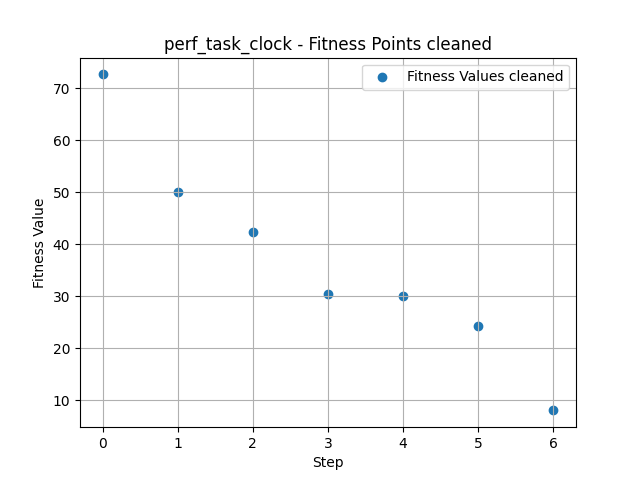 perf_task_clock - Fitness Points cleaned
Fitness Values cleaned
70
60
50
40
30
20
10
Fitness Value
0 1 2 3 4 5 6
Step